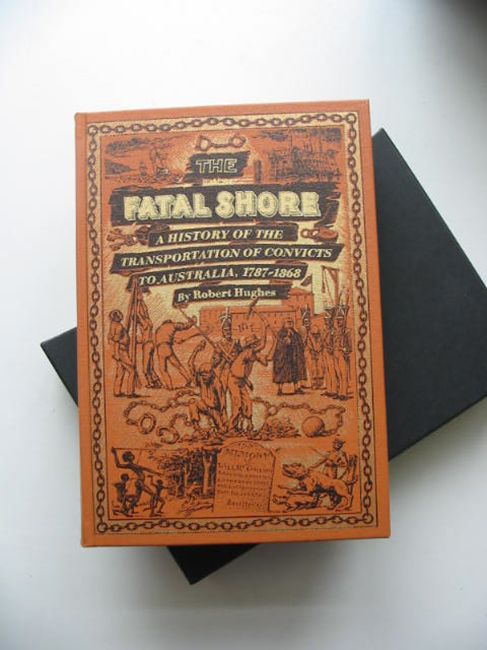 THE
FATAL SHORE
A HISTORY OF THE
TRANSPORTATION OF CONVICTS
TO AUSTRALIA, 1787-1868
By Robert Hughes